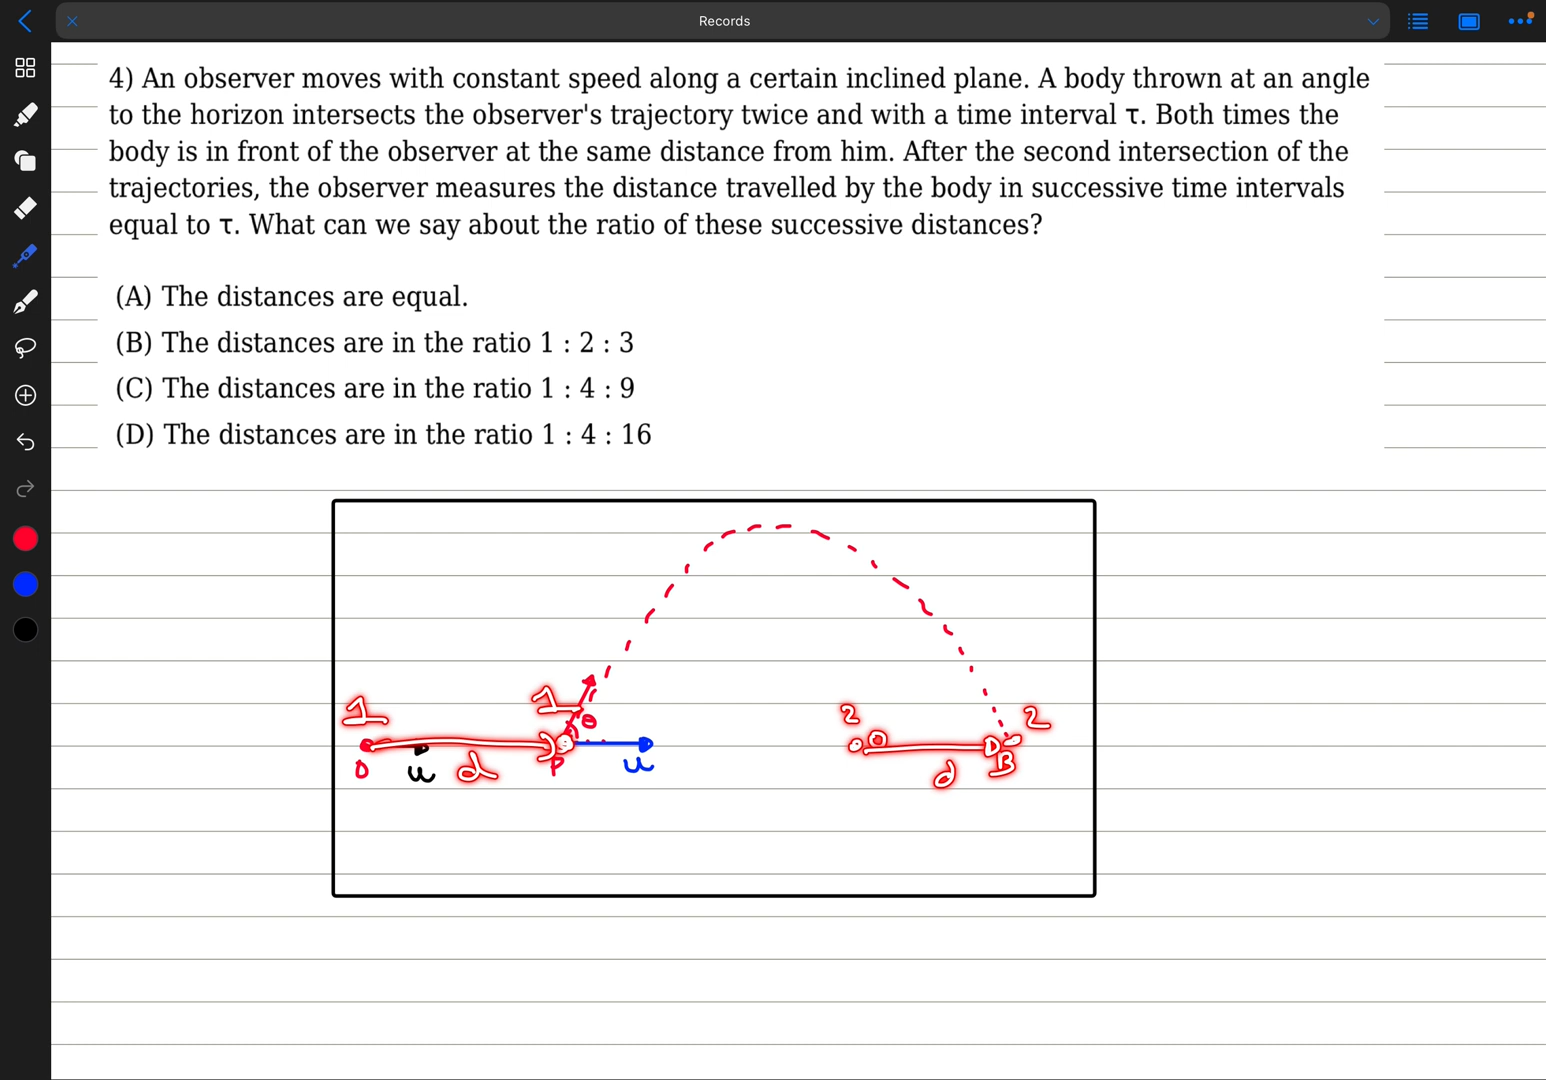 Records
4) An observer moves with constant speed along a certain inclined plane. A body thrown at an angle
to the horizon intersects the observer's trajectory twice and with a time interval τ. Both times the
body is in front of the observer at the same distance from him. After the second intersection of the
trajectories, the observer measures the distance travelled by the body in successive time intervals
equal to τ. What can we say about the ratio of these successive distances?
(A) The distances are equal.
(B) The distances are in the ratio 1 : 2 : 3
(C) The distances are in the ratio 1 : 4 : 9
(D) The distances are in the ratio 1 : 4 : 16
1 1 θ 2 2
O u d P u O d B